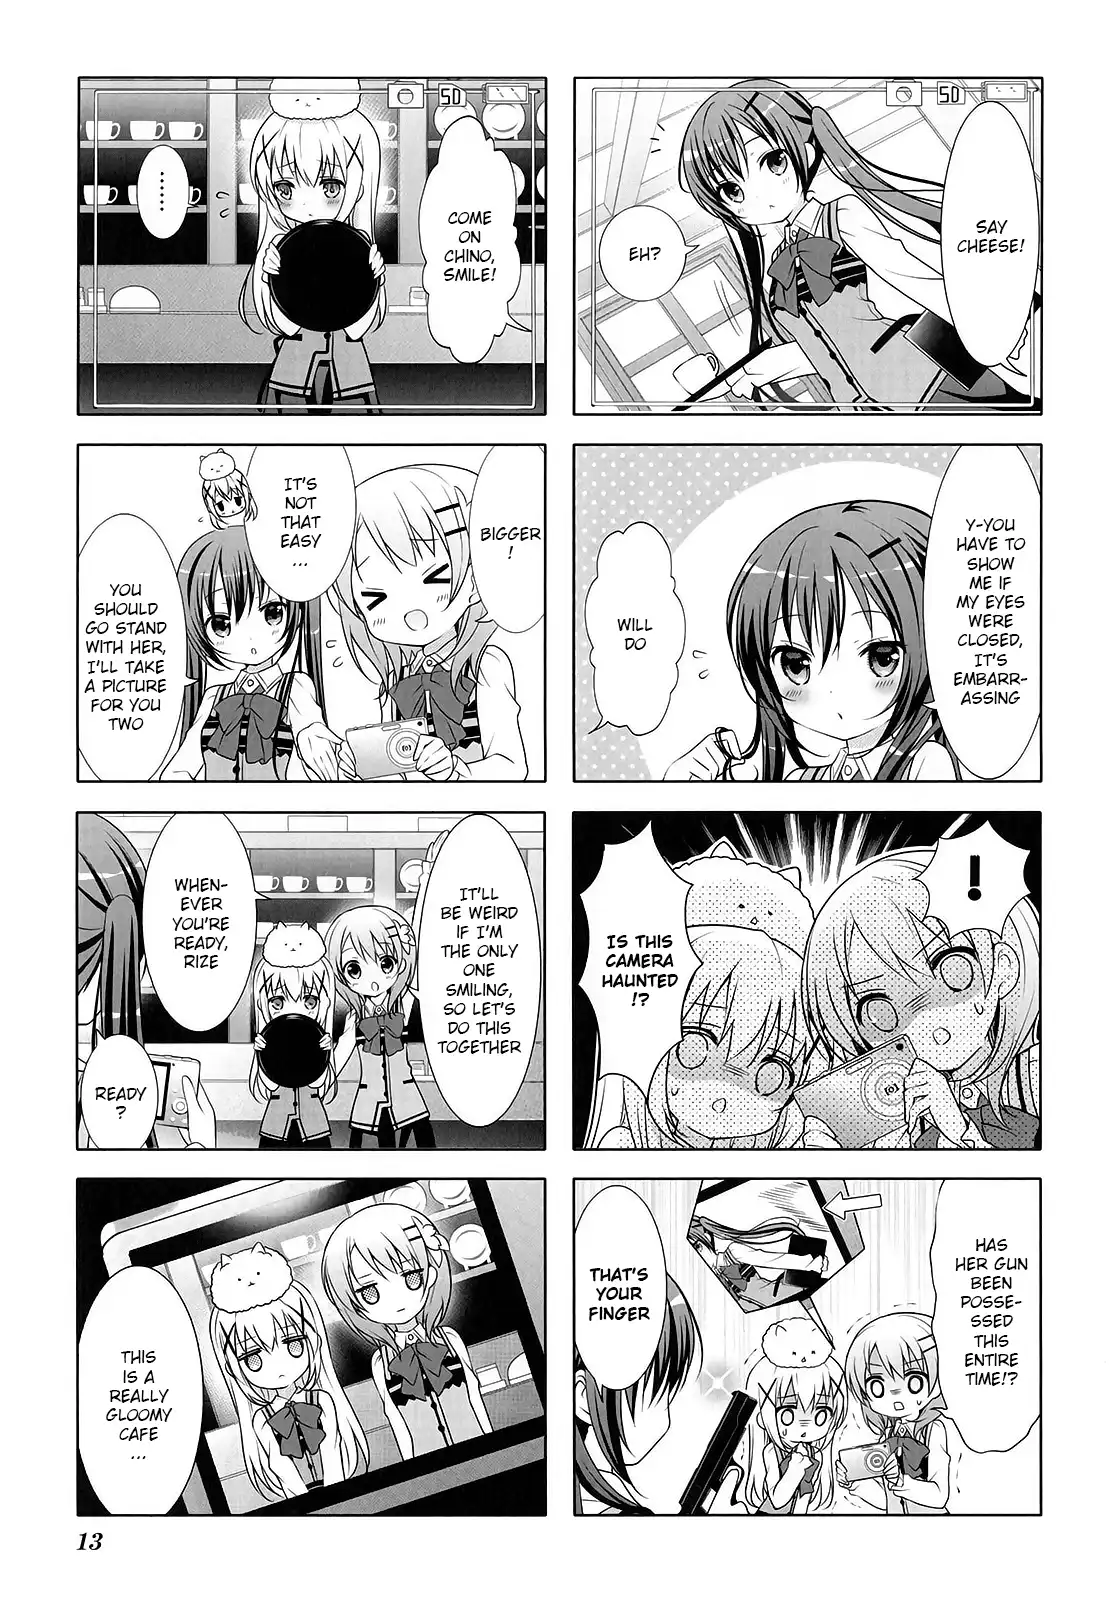 SD
SAY
CHEESE!
EH?
Y-YOU
HAVE TO
SHOW
ME IF
MY EYES
WERE
CLOSED,
IT'S
EMBARR-
ASSING
WILL
DO
!
IS THIS
CAMERA
HAUNTED
!?
HAS
HER GUN
BEEN
POSSE-
SSED
THIS
ENTIRE
TIME!?
THAT'S
YOUR
FINGER
SD
COME
ON
CHINO,
SMILE!
......
BIGGER
!
IT'S
NOT
THAT
EASY
...
YOU
SHOULD
GO STAND
WITH HER,
I'LL TAKE
A PICTURE
FOR YOU
TWO
IT'LL
BE WEIRD
IF I'M
THE ONLY
ONE
SMILING,
SO LET'S
DO THIS
TOGETHER
WHEN-
EVER
YOU'RE
READY,
RIZE
READY
?
THIS
IS A
REALLY
GLOOMY
CAFE
...
13